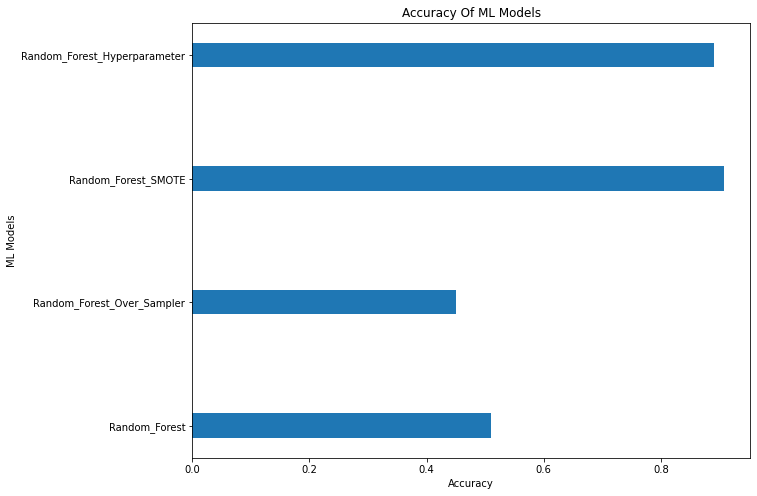 Accuracy Of ML Models
Random_Forest_Hyperparameter
Random_Forest_SMOTE
Random_Forest_Over_Sampler
Random_Forest
ML Models
0.0 0.2 0.4 0.6 0.8
Accuracy